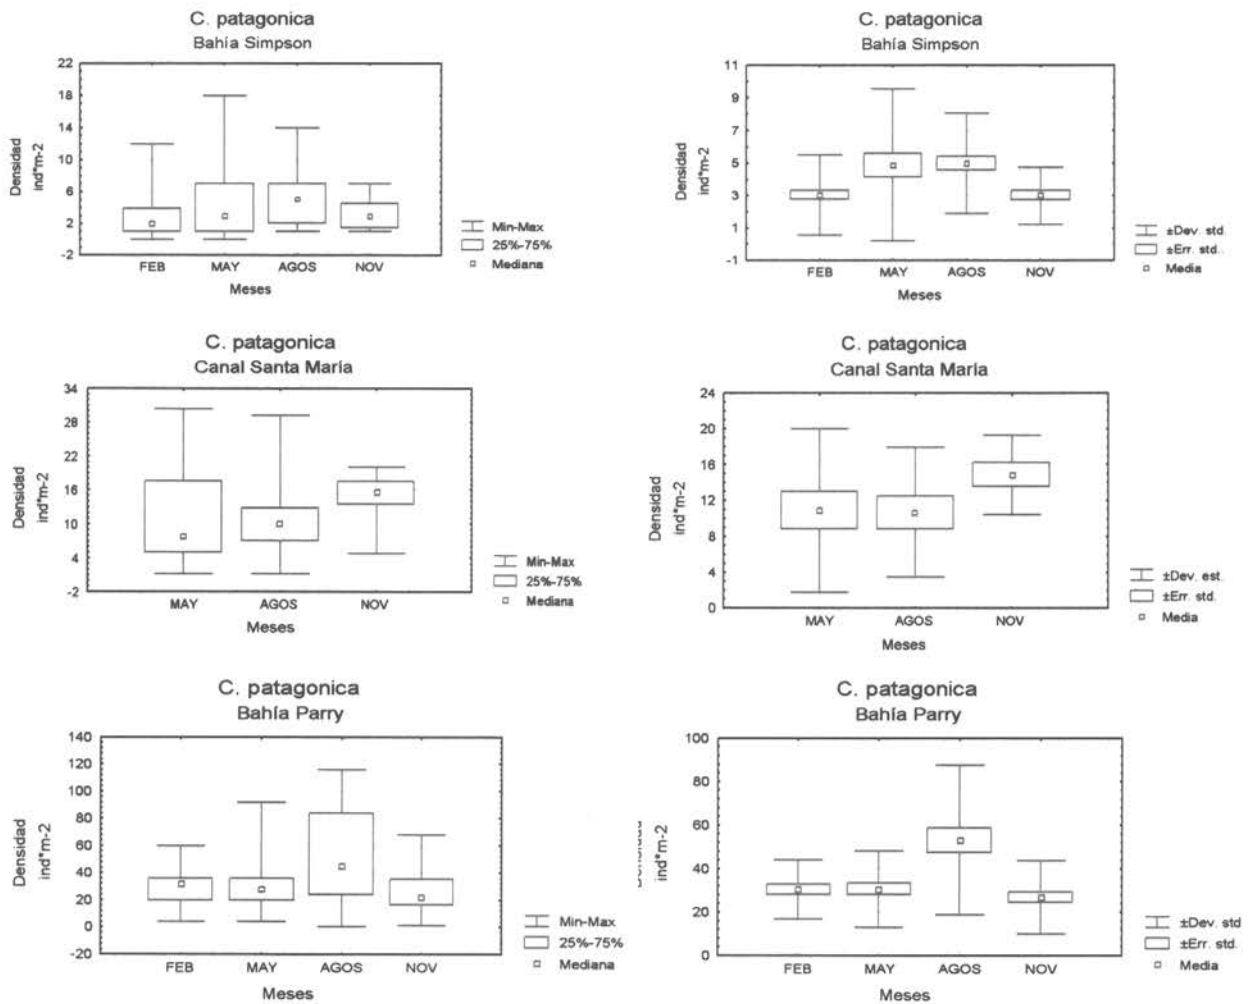 C. patagonica
Bahía Simpson
22
18
14
10
6
2
-2
Densidad
ind*m-2
FEB MAY AGOS NOV
Meses
Min-Max
25%-75%
Mediana
C. patagonica
Bahía Simpson
11
9
7
5
3
1
-1
Densidad
ind*m-2
FEB MAY AGOS NOV
Meses
±Dev. std.
±Err. std..
Media
C. patagonica
Canal Santa María
34
28
22
16
10
4
-2
Densidad
ind*m-2
MAY AGOS NOV
Meses
Min-Max
25%-75%
Mediana
C. patagonica
Canal Santa María
24
20
16
12
8
4
0
Densidad
ind*m-2
MAY AGOS NOV
Meses
±Dev. est.
±Err. std.
Media
C. patagonica
Bahía Parry
140
120
100
80
60
40
20
0
-20
Densidad
ind*m-2
FEB MAY AGOS NOV
Meses
Min-Max
25%-75%
Mediana
C. patagonica
Bahía Parry
100
80
60
40
20
0
Densidad
ind*m-2
FEB MAY AGOS NOV
Meses
±Dev. std
±Err. std.
Media